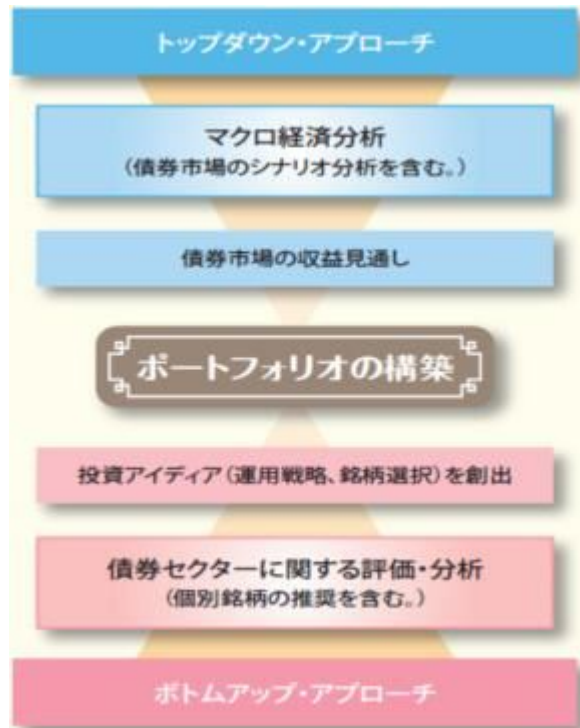 トップダウン・アプローチ
マクロ経済分析
(債券市場のシナリオ分析を含む。)
債券市場の収益見通し
ポートフォリオの構築
投資アイディア(運用戦略、銘柄選択)を創出
債券セクターに関する評価・分析
(個別銘柄の推奨を含む。)
ボトムアップ・アプローチ